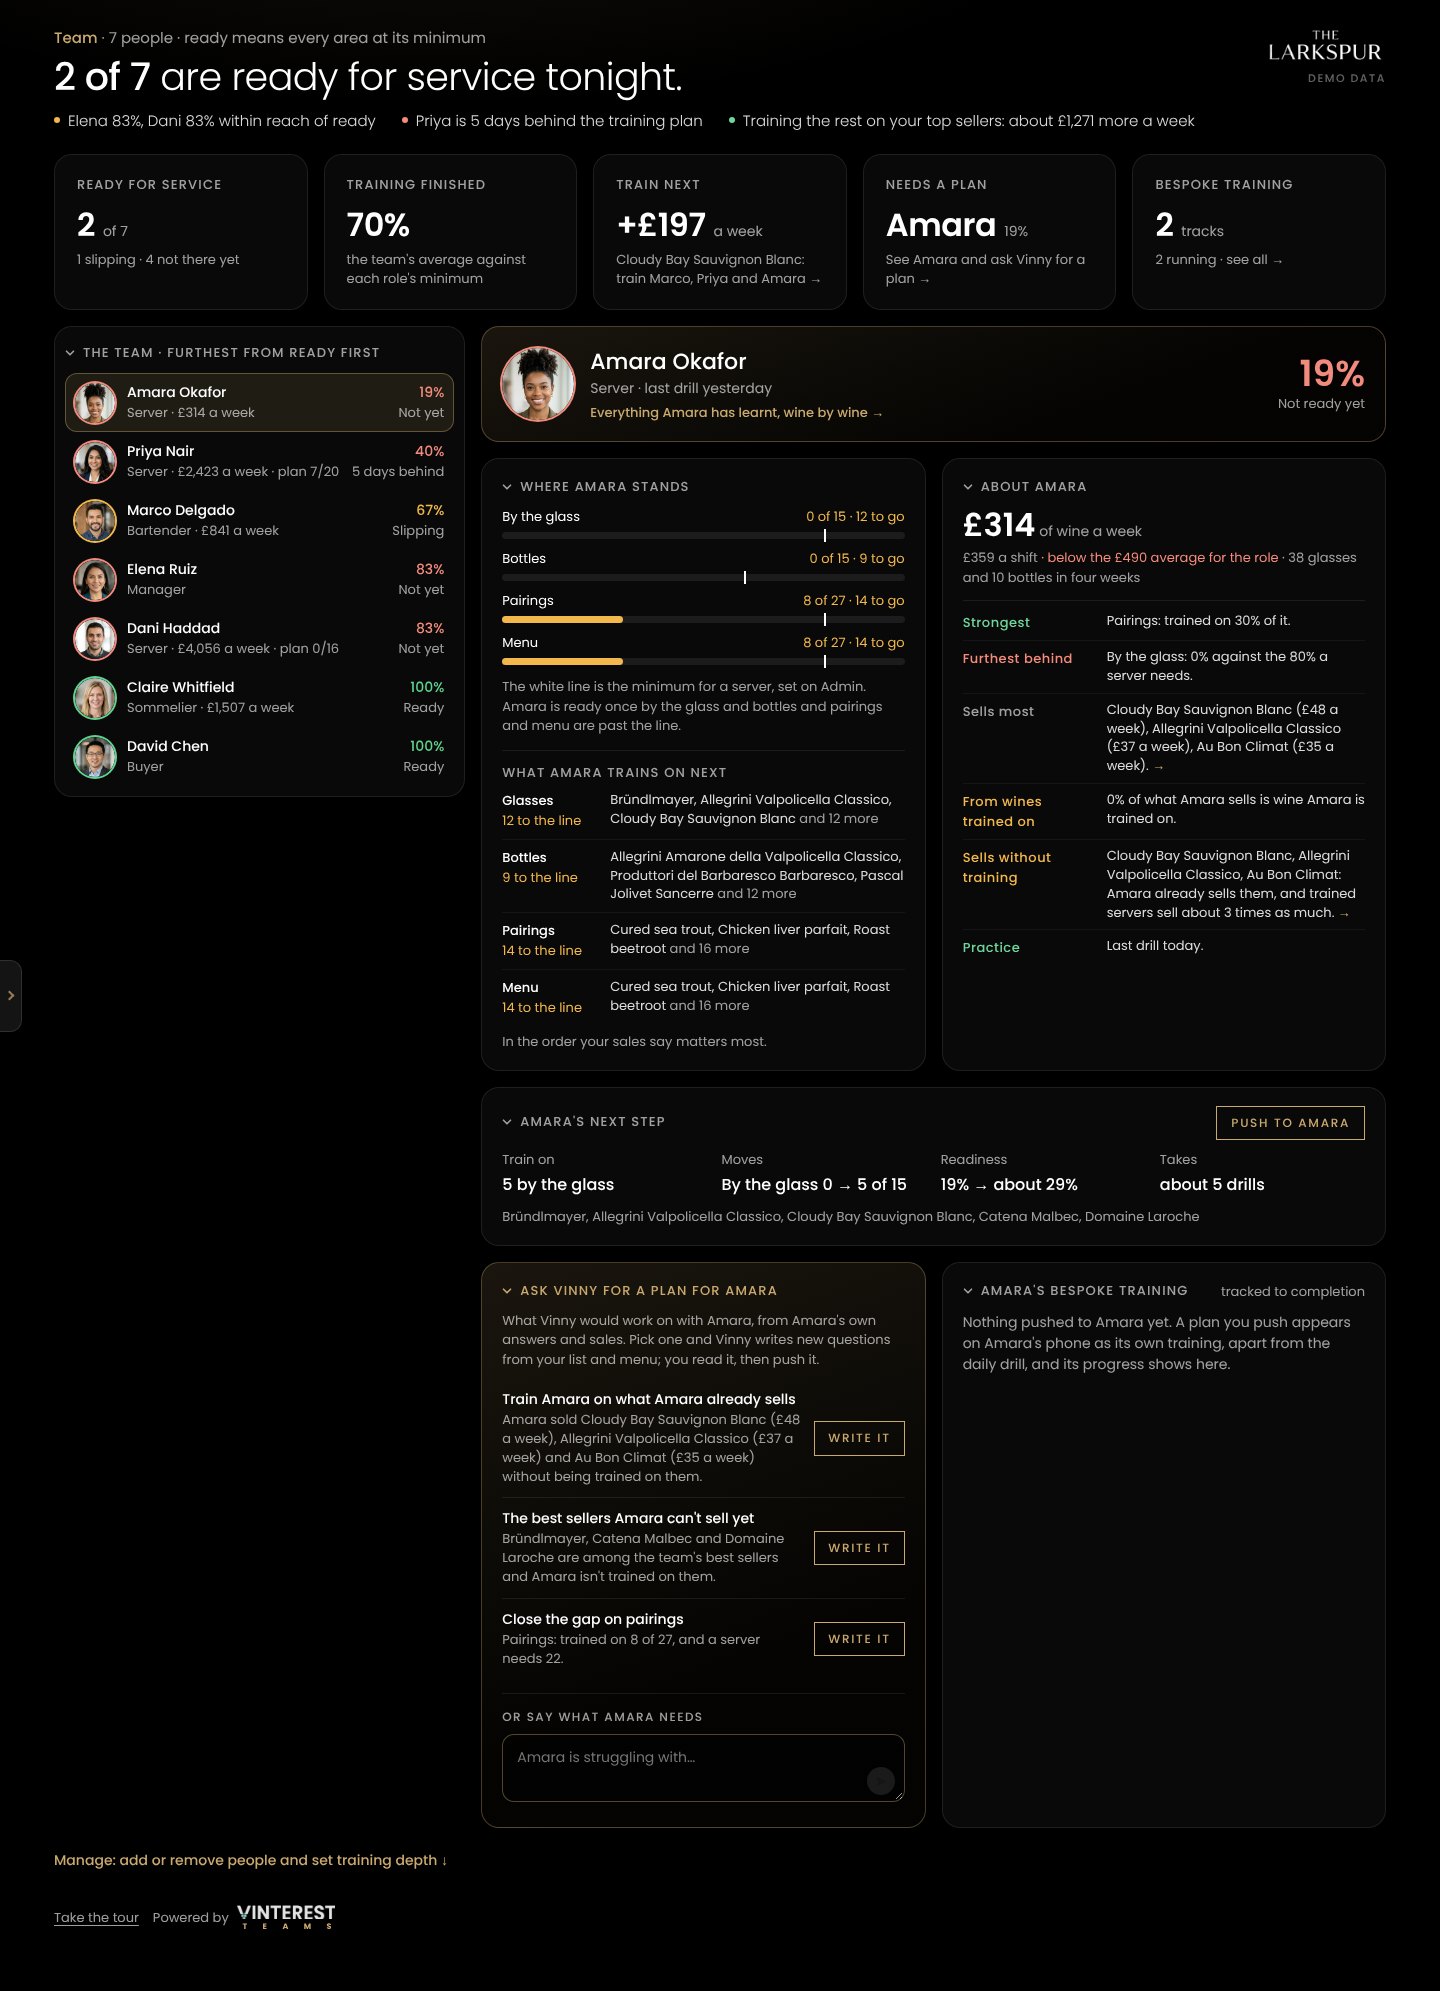 Team · 7 people · ready means every area at its minimum
2 of 7 are ready for service tonight.
Elena 83%, Dani 83% within reach of ready
Priya is 5 days behind the training plan
Training the rest on your top sellers: about £1,271 more a week
THE
LARKSPUR
DEMO DATA
READY FOR SERVICE
2 of 7
1 slipping · 4 not there yet
TRAINING FINISHED
70%
the team's average against
each role's minimum
TRAIN NEXT
+£197 a week
Cloudy Bay Sauvignon Blanc:
train Marco, Priya and Amara →
NEEDS A PLAN
Amara 19%
See Amara and ask Vinny for a
plan →
BESPOKE TRAINING
2 tracks
2 running · see all →
THE TEAM · FURTHEST FROM READY FIRST
Amara Okafor 19%
Server · £314 a week Not yet
Priya Nair 40%
Server · £2,423 a week · plan 7/20 5 days behind
Marco Delgado 67%
Bartender · £841 a week Slipping
Elena Ruiz 83%
Manager Not yet
Dani Haddad 83%
Server · £4,056 a week · plan 0/16 Not yet
Claire Whitfield 100%
Sommelier · £1,507 a week Ready
David Chen 100%
Buyer Ready
Amara Okafor
Server · last drill yesterday
Everything Amara has learnt, wine by wine →
19%
Not ready yet
WHERE AMARA STANDS
By the glass 0 of 15 · 12 to go
Bottles 0 of 15 · 9 to go
Pairings 8 of 27 · 14 to go
Menu 8 of 27 · 14 to go
The white line is the minimum for a server, set on Admin.
Amara is ready once by the glass and bottles and pairings
and menu are past the line.
WHAT AMARA TRAINS ON NEXT
Glasses
12 to the line
Bründlmayer, Allegrini Valpolicella Classico,
Cloudy Bay Sauvignon Blanc and 12 more
Bottles
9 to the line
Allegrini Amarone della Valpolicella Classico,
Produttori del Barbaresco Barbaresco, Pascal
Jolivet Sancerre and 12 more
Pairings
14 to the line
Cured sea trout, Chicken liver parfait, Roast
beetroot and 16 more
Menu
14 to the line
Cured sea trout, Chicken liver parfait, Roast
beetroot and 16 more
In the order your sales say matters most.
ABOUT AMARA
£314 of wine a week
£359 a shift · below the £490 average for the role · 38 glasses
and 10 bottles in four weeks
Strongest
Pairings: trained on 30% of it.
Furthest behind
By the glass: 0% against the 80% a
server needs.
Sells most
Cloudy Bay Sauvignon Blanc (£48 a
week), Allegrini Valpolicella Classico
(£37 a week), Au Bon Climat (£35 a
week). →
From wines
trained on
0% of what Amara sells is wine Amara is
trained on.
Sells without
training
Cloudy Bay Sauvignon Blanc, Allegrini
Valpolicella Classico, Au Bon Climat:
Amara already sells them, and trained
servers sell about 3 times as much. →
Practice
Last drill today.
AMARA'S NEXT STEP
PUSH TO AMARA
Train on
5 by the glass
Moves
By the glass 0 → 5 of 15
Readiness
19% → about 29%
Takes
about 5 drills
Bründlmayer, Allegrini Valpolicella Classico, Cloudy Bay Sauvignon Blanc, Catena Malbec, Domaine Laroche
ASK VINNY FOR A PLAN FOR AMARA
What Vinny would work on with Amara, from Amara's own
answers and sales. Pick one and Vinny writes new questions
from your list and menu; you read it, then push it.
Train Amara on what Amara already sells
Amara sold Cloudy Bay Sauvignon Blanc (£48
a week), Allegrini Valpolicella Classico (£37 a
week) and Au Bon Climat (£35 a week)
without being trained on them.
WRITE IT
The best sellers Amara can't sell yet
Bründlmayer, Catena Malbec and Domaine
Laroche are among the team's best sellers
and Amara isn't trained on them.
WRITE IT
Close the gap on pairings
Pairings: trained on 8 of 27, and a server
needs 22.
WRITE IT
OR SAY WHAT AMARA NEEDS
Amara is struggling with...
AMARA'S BESPOKE TRAINING
tracked to completion
Nothing pushed to Amara yet. A plan you push appears
on Amara's phone as its own training, apart from the
daily drill, and its progress shows here.
Manage: add or remove people and set training depth ↓
Take the tour
Powered by
VINTEREST
TEAMS